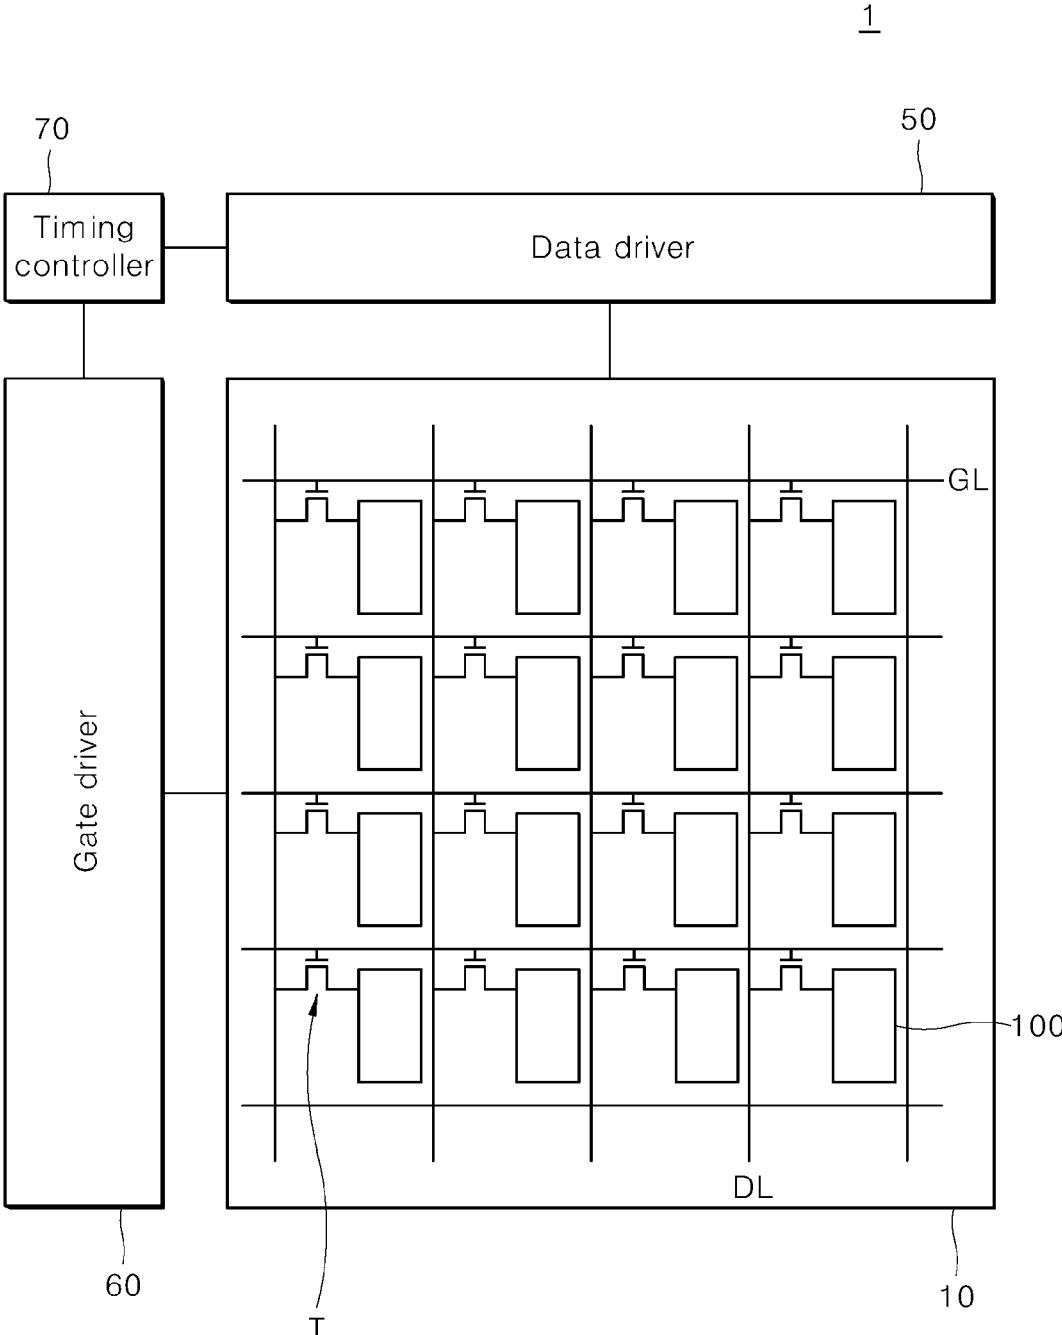 1
70
50
Timing
controller
Data driver
GL
Gate driver
100
DL
60
10
T